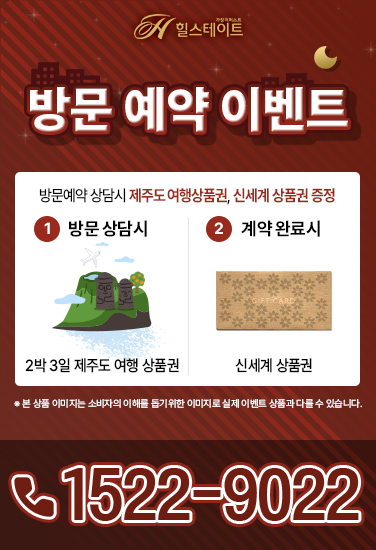 힐스테이트
방문 예약 이벤트
방문예약 상담시 제주도 여행상품권, 신세계 상품권 증정
1 방문 상담시
2 계약 완료시
GIFT CARD
2박 3일 제주도 여행 상품권
신세계 상품권
※ 본 상품 이미지는 소비자의 이해를 돕기위한 이미지로 실제 이벤트 상품과 다를 수 있습니다.
1522-9022